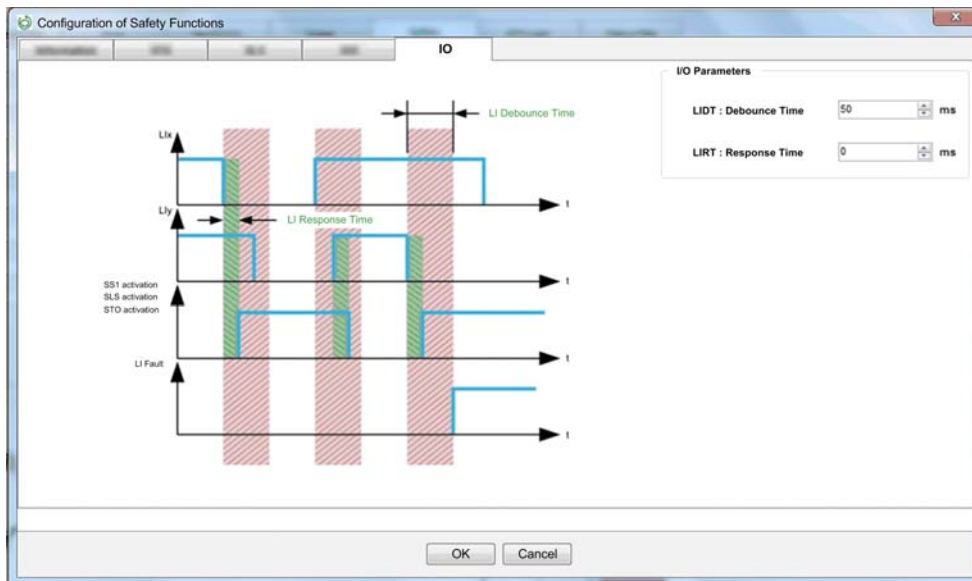 Configuration of Safety Functions
IO
I/O Parameters
LIDT : Debounce Time
50
ms
LIRT : Response Time
0
ms
LI Debounce Time
LIx
t
LIy
LI Response Time
t
SS1 activation
SLS activation
STO activation
t
LI Fault
t
OK
Cancel